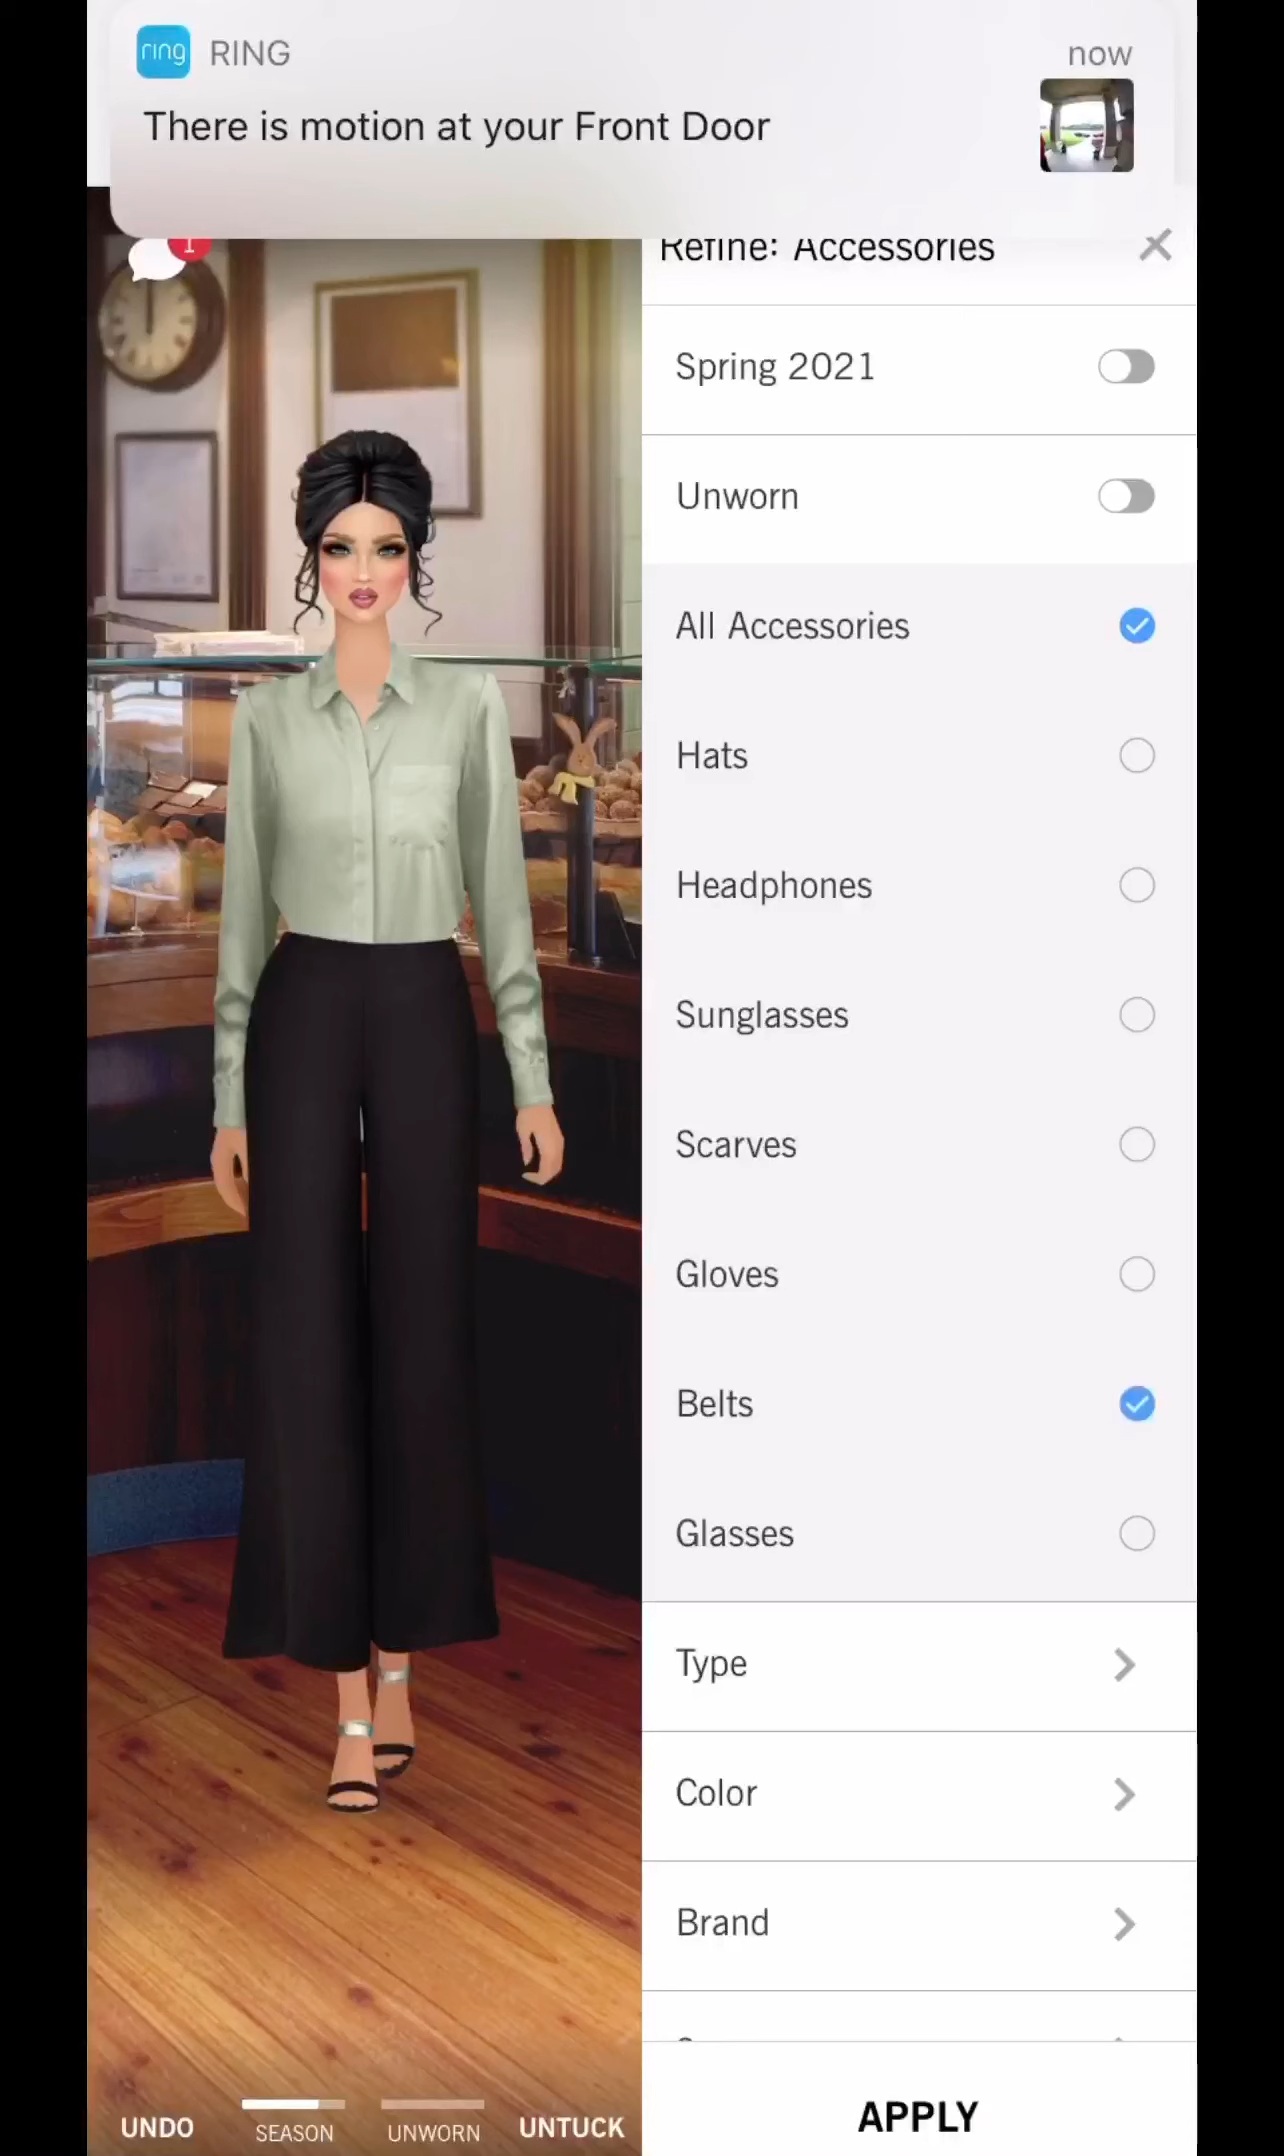 ring RING now
There is motion at your Front Door
1
Refine: Accessories
Spring 2021
Unworn
All Accessories
Hats
Headphones
Sunglasses
Scarves
Gloves
Belts
Glasses
Type
Color
Brand
UNDO
SEASON
UNWORN
UNTUCK
APPLY